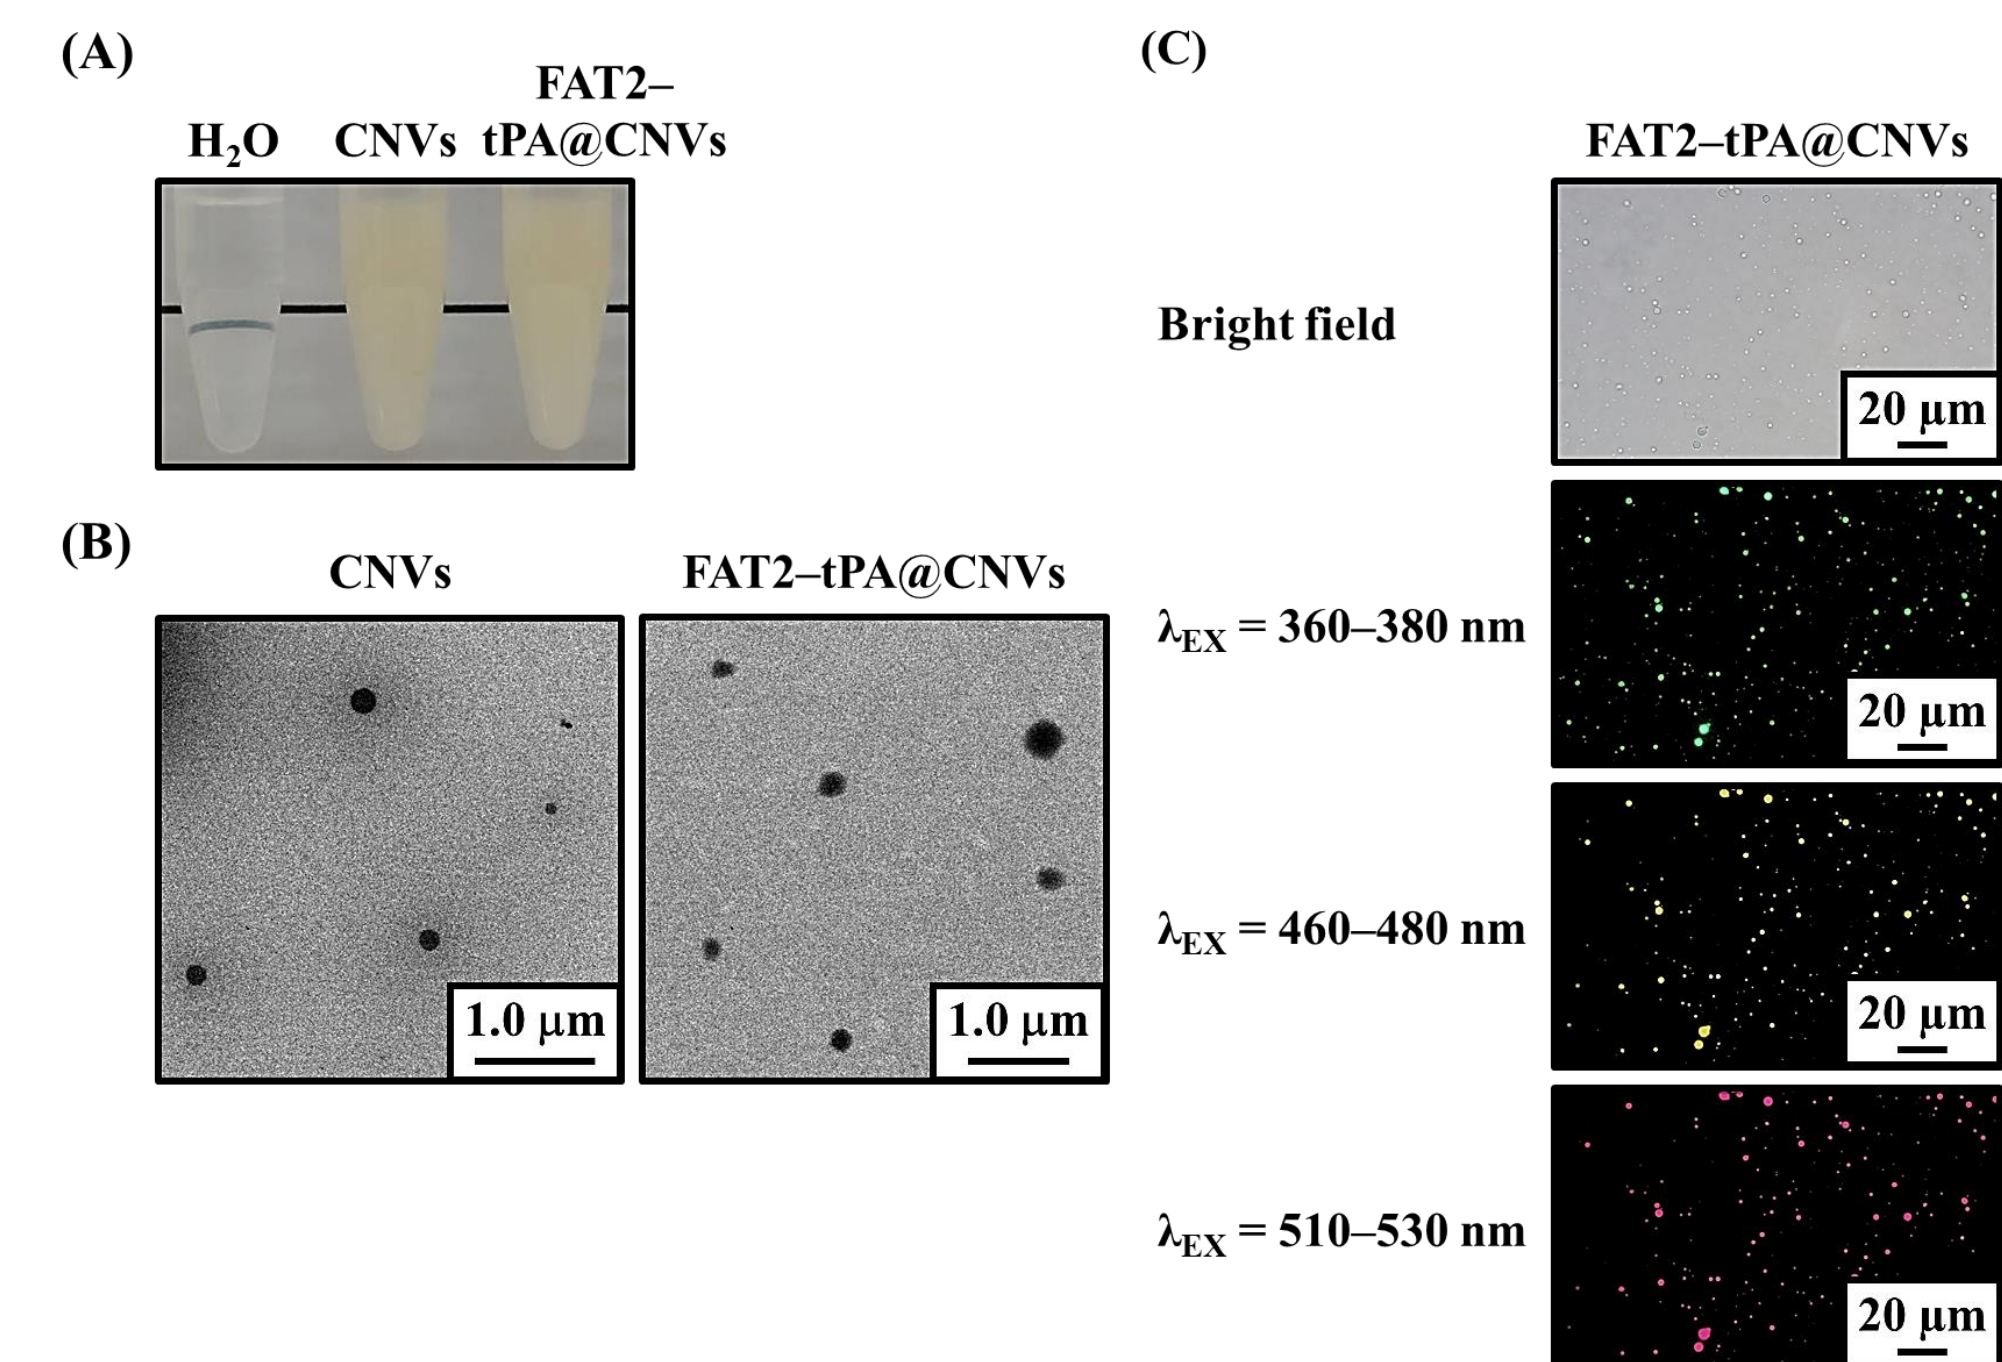 (A)
FAT2–
H₂O CNVs tPA@CNVs
(B)
CNVs FAT2–tPA@CNVs
1.0 μm 1.0 μm
(C)
FAT2–tPA@CNVs
Bright field
20 μm
λEX = 360–380 nm
20 μm
λEX = 460–480 nm
20 μm
λEX = 510–530 nm
20 μm